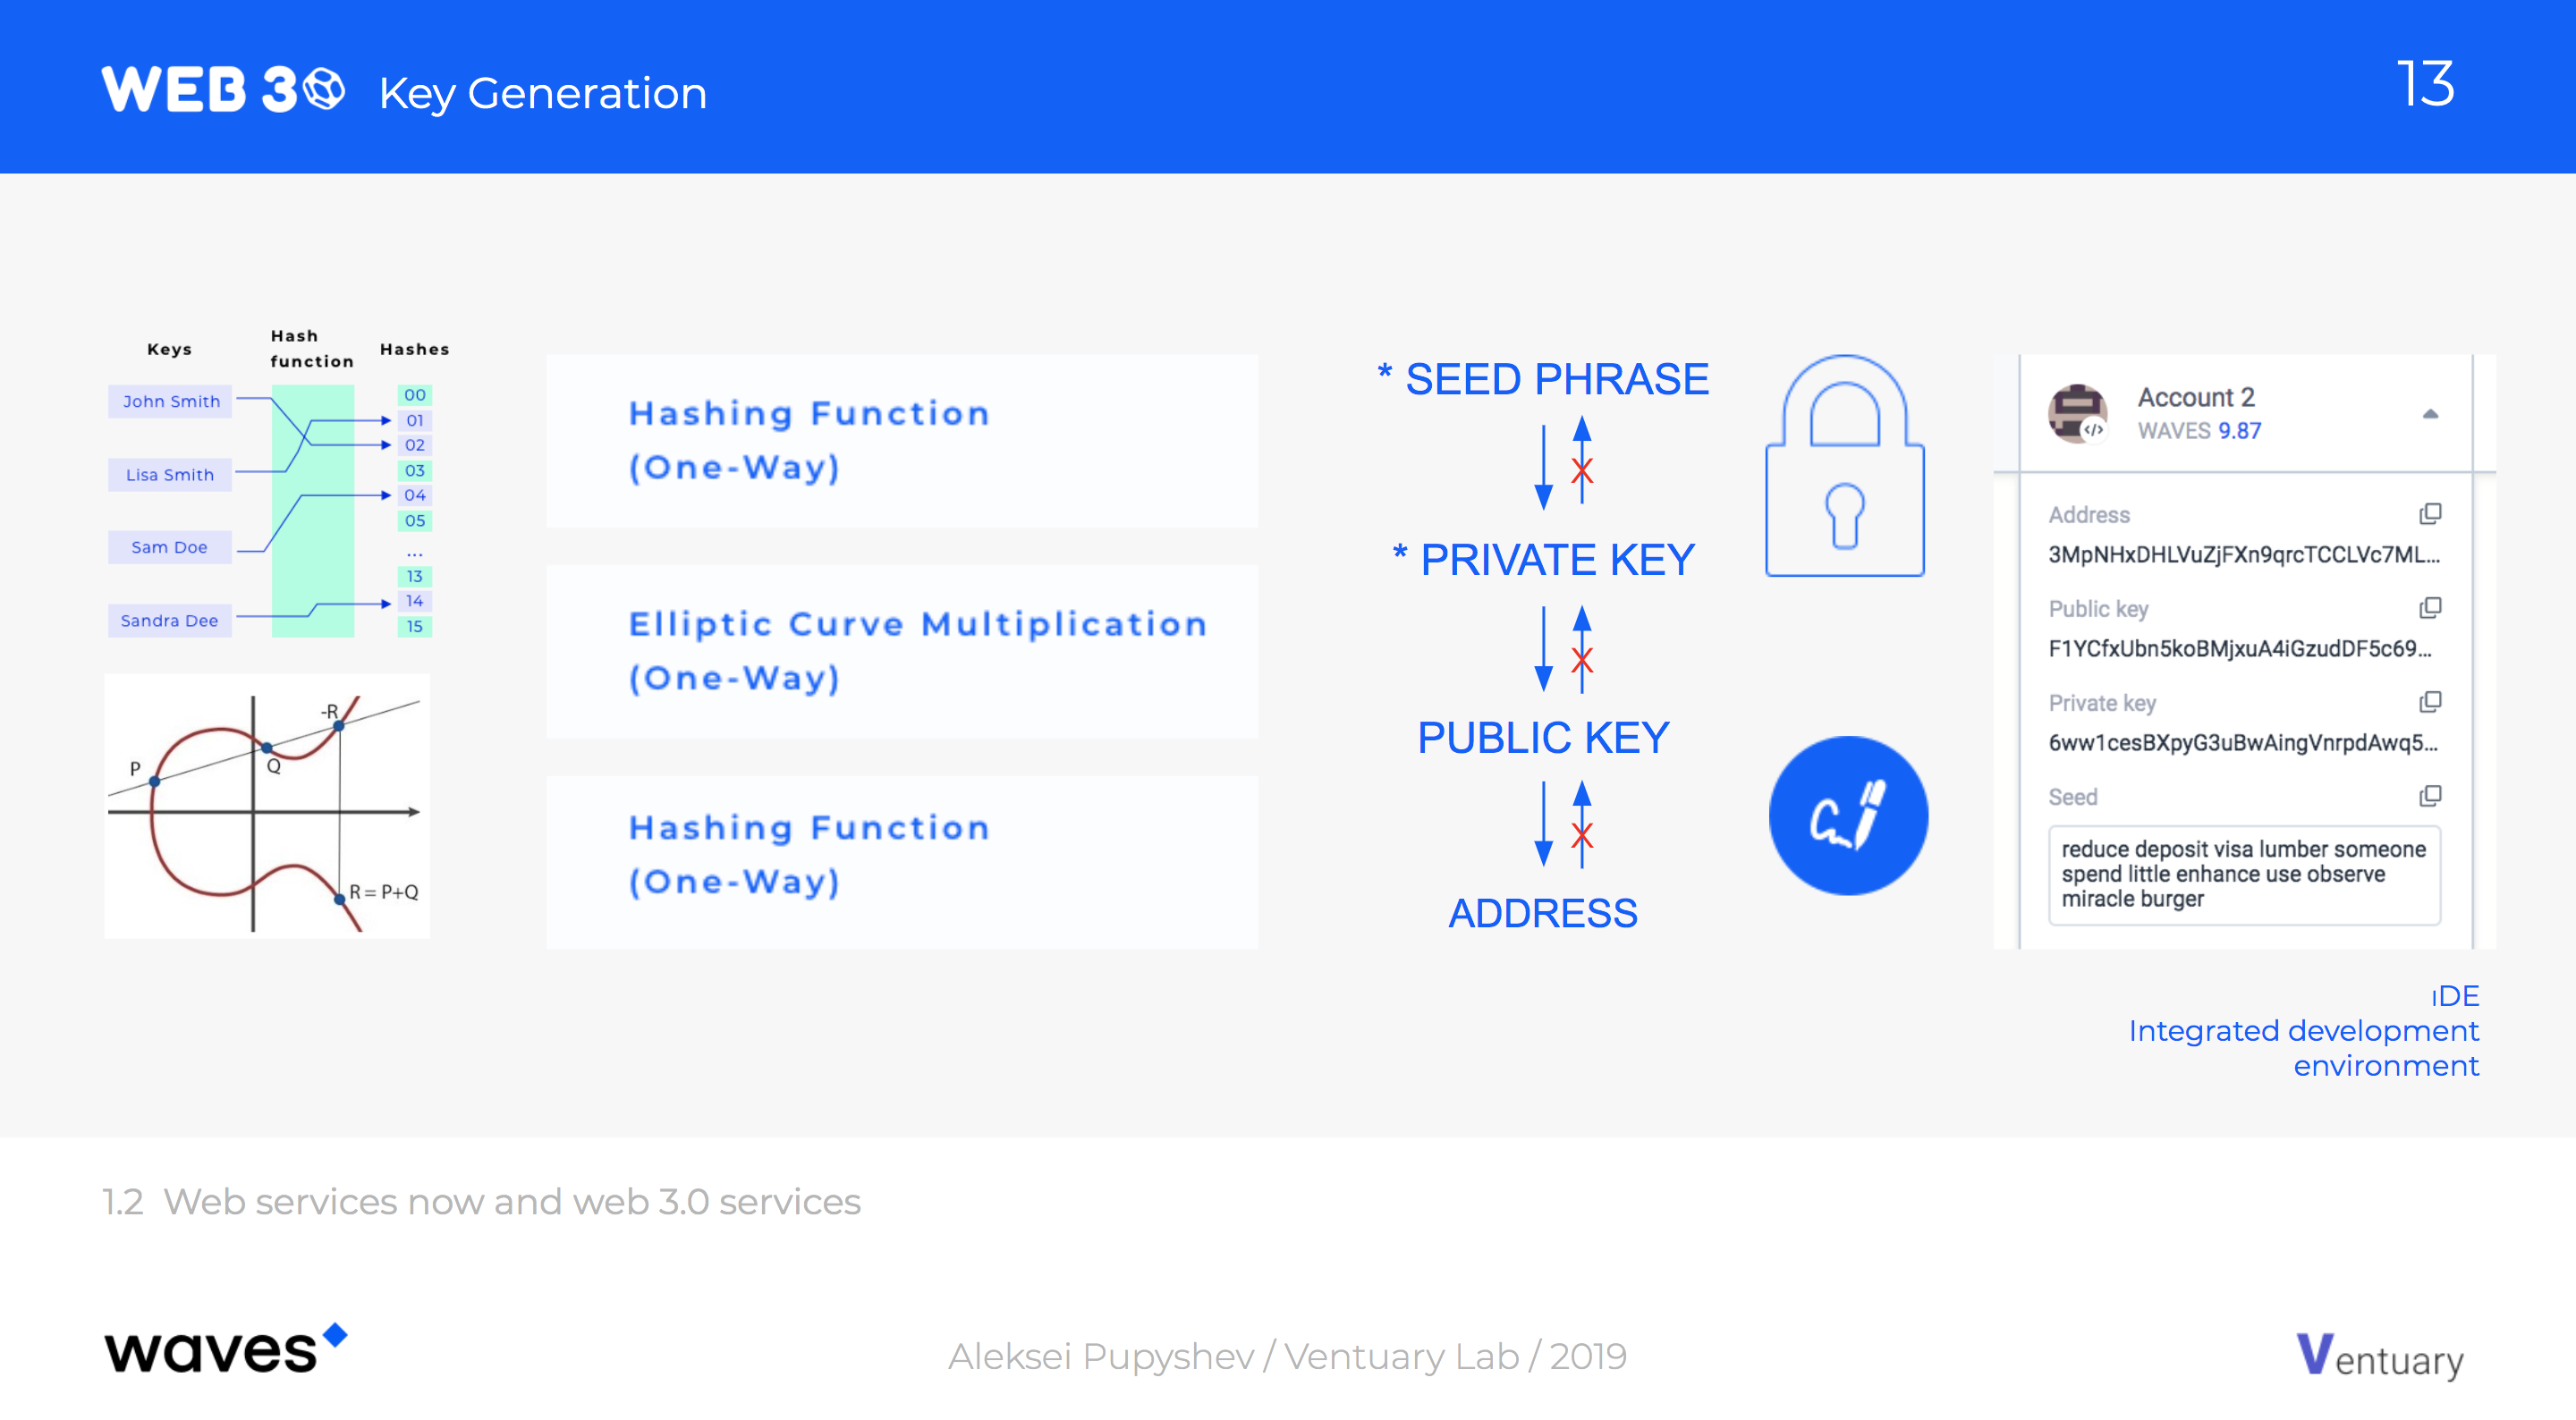 WEB 3.0 Key Generation
13
Keys
Hash
function
Hashes
John Smith
Lisa Smith
Sam Doe
Sandra Dee
00
01
02
03
04
05
...
13
14
15
P
Q
-R
R = P+Q
Hashing Function
(One-Way)
Elliptic Curve Multiplication
(One-Way)
Hashing Function
(One-Way)
* SEED PHRASE
X
* PRIVATE KEY
X
PUBLIC KEY
X
ADDRESS
Account 2
</>
WAVES 9.87
Address
3MpNHxDHLVuZjFXn9qrcTCCLVc7ML...
Public key
F1YCfxUbn5koBMjxuA4iGzudDF5c69...
Private key
6ww1cesBXpyG3uBwAingVnrpdAwq5...
Seed
reduce deposit visa lumber someone
spend little enhance use observe
miracle burger
IDE
Integrated development
environment
1.2 Web services now and web 3.0 services
waves
Aleksei Pupyshev / Ventuary Lab / 2019
Ventuary